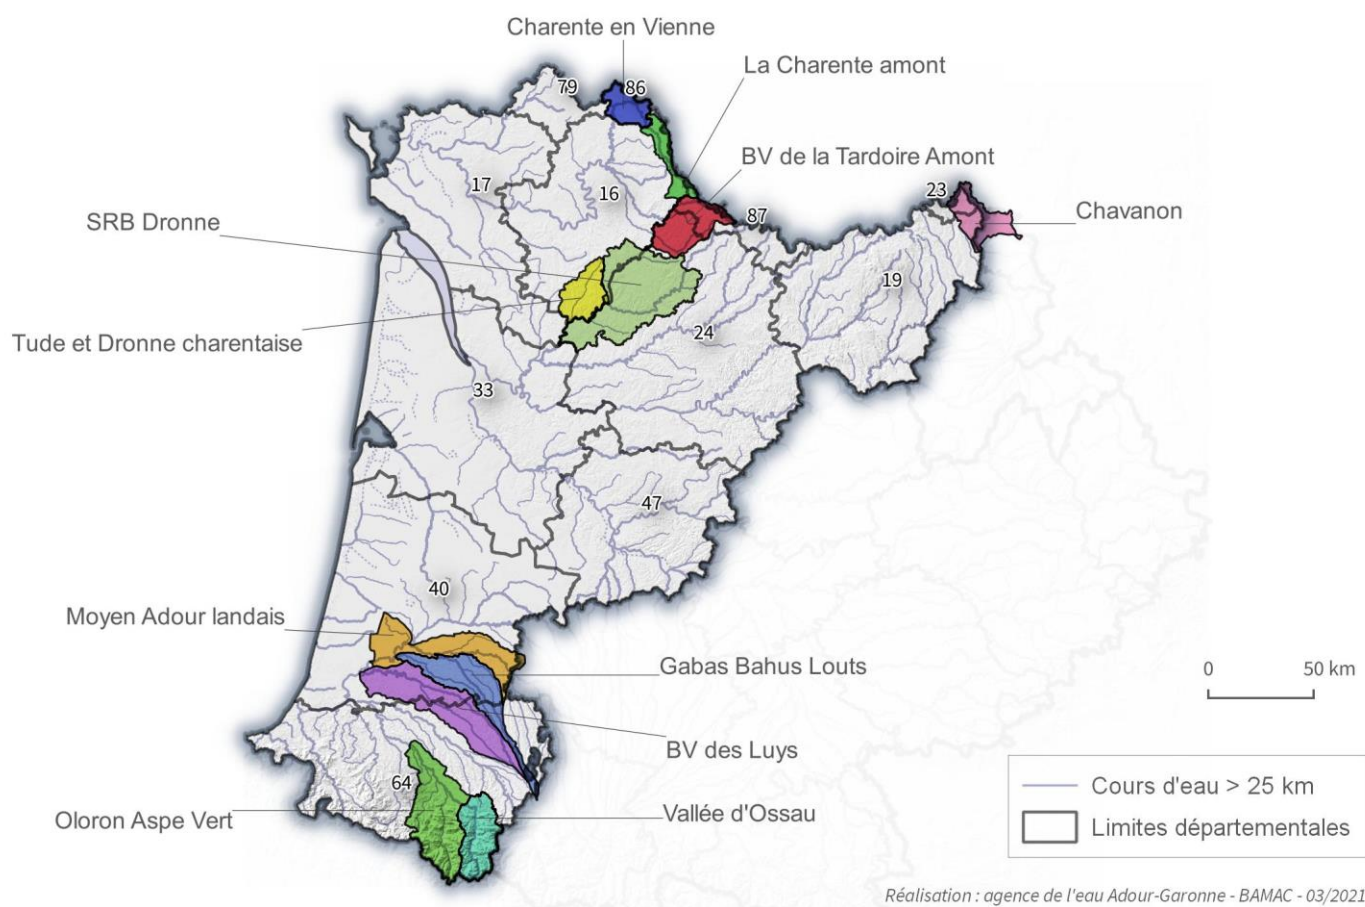 Charente en Vienne
La Charente amont
79
86
BV de la Tardoire Amont
17
16
23
87
Chavanon
SRB Dronne
19
Tude et Dronne charentaise
24
33
47
40
Moyen Adour landais
Gabas Bahus Louts
0 50 km
BV des Luys
64
Cours d'eau > 25 km
Oloron Aspe Vert
Vallée d'Ossau
Limites départementales
Réalisation : agence de l'eau Adour-Garonne - BAMAC - 03/2021